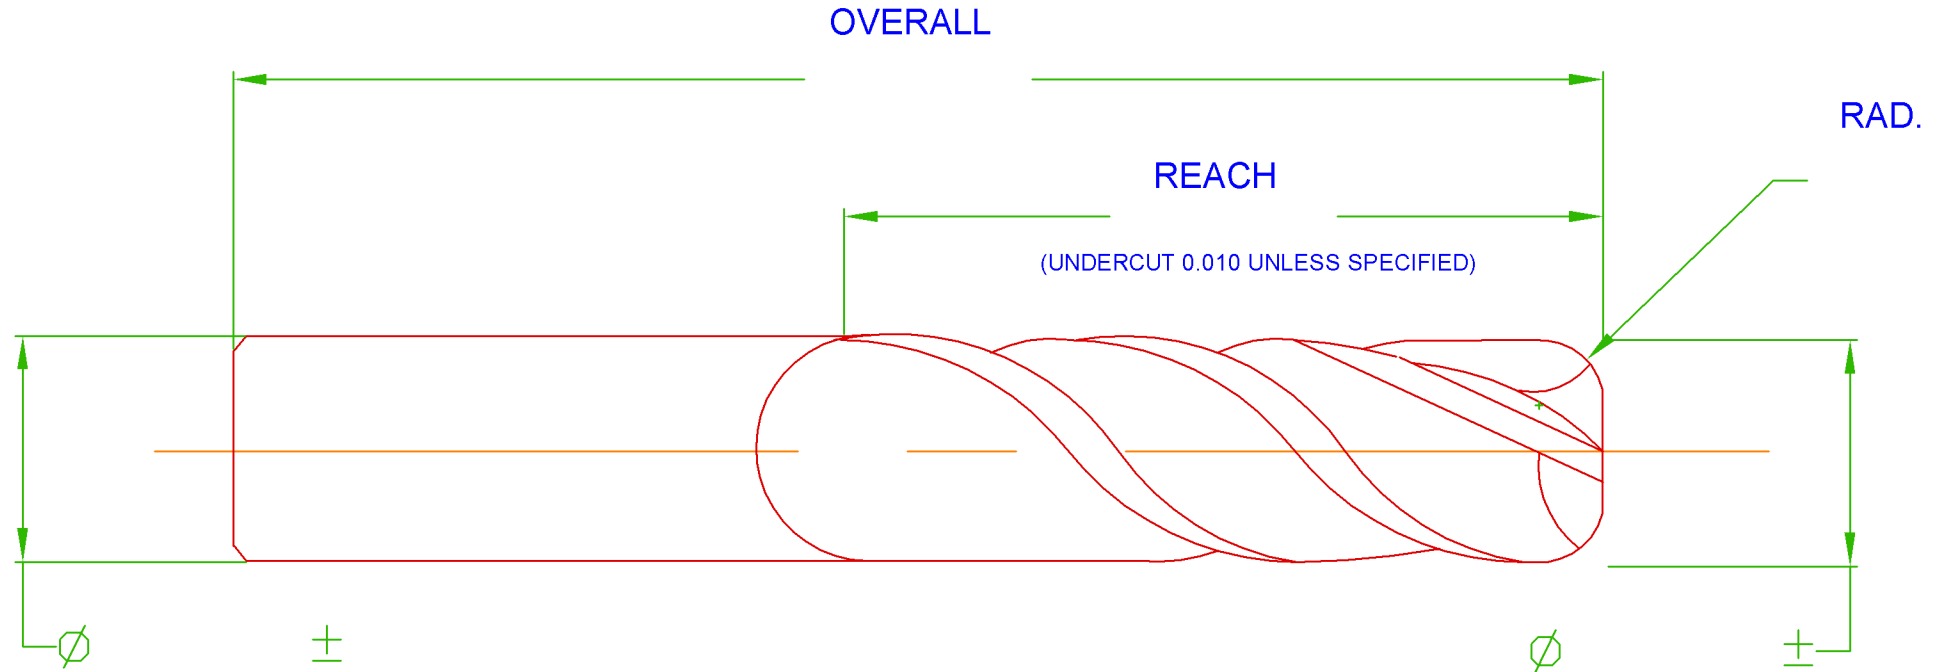 OVERALL
RAD.
REACH
(UNDERCUT 0.010 UNLESS SPECIFIED)
⌀ ± ⌀ ±